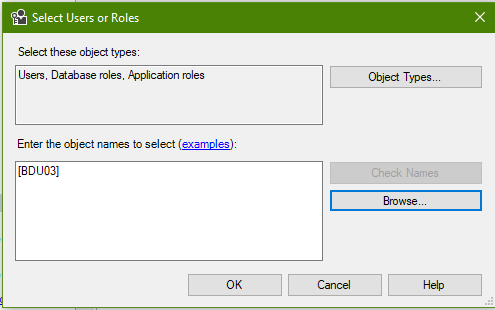 Select Users or Roles
Select these object types:
Users, Database roles, Application roles
Object Types...
Enter the object names to select (examples):
[BDU03]
Check Names
Browse...
OK
Cancel
Help